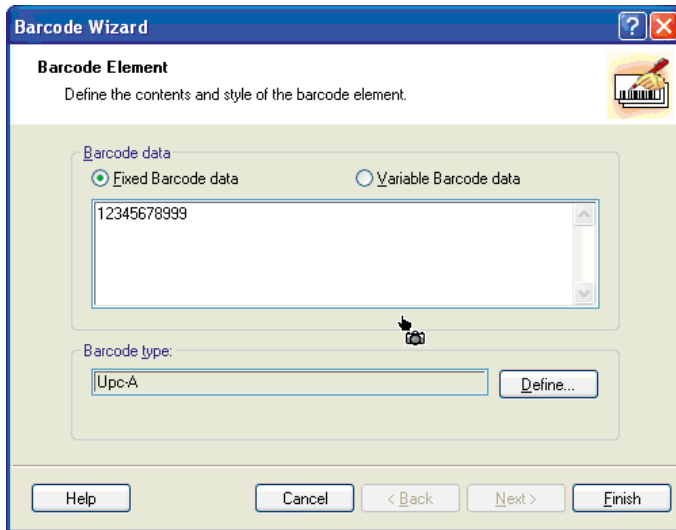 Barcode Wizard
Barcode Element
Define the contents and style of the barcode element.
Barcode data
Fixed Barcode data Variable Barcode data
12345678999
Barcode type:
Upc-A Define...
Help Cancel < Back Next > Finish